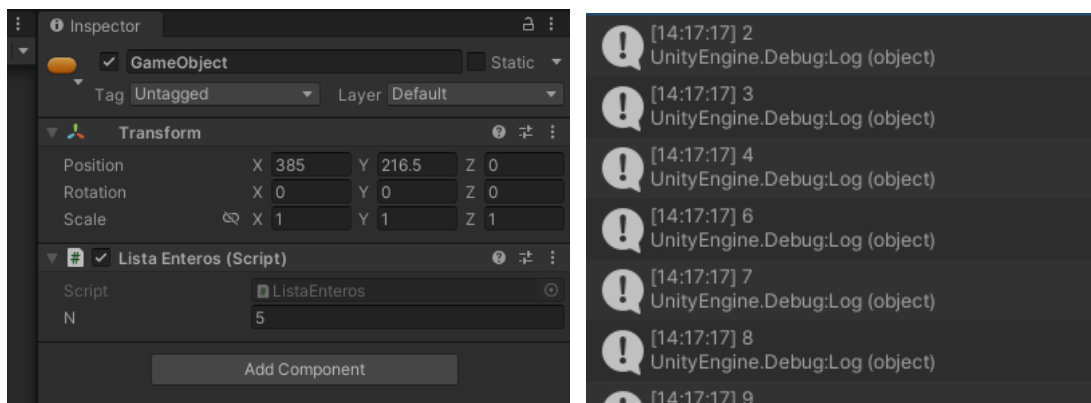 Inspector
GameObject Static
Tag Untagged Layer Default
Transform
Position X 385 Y 216.5 Z 0
Rotation X 0 Y 0 Z 0
Scale X 1 Y 1 Z 1
# Lista Enteros (Script)
Script # ListaEnteros
N 5
Add Component
[14:17:17] 2
UnityEngine.Debug:Log (object)
[14:17:17] 3
UnityEngine.Debug:Log (object)
[14:17:17] 4
UnityEngine.Debug:Log (object)
[14:17:17] 6
UnityEngine.Debug:Log (object)
[14:17:17] 7
UnityEngine.Debug:Log (object)
[14:17:17] 8
UnityEngine.Debug:Log (object)
[14:17:17] 9